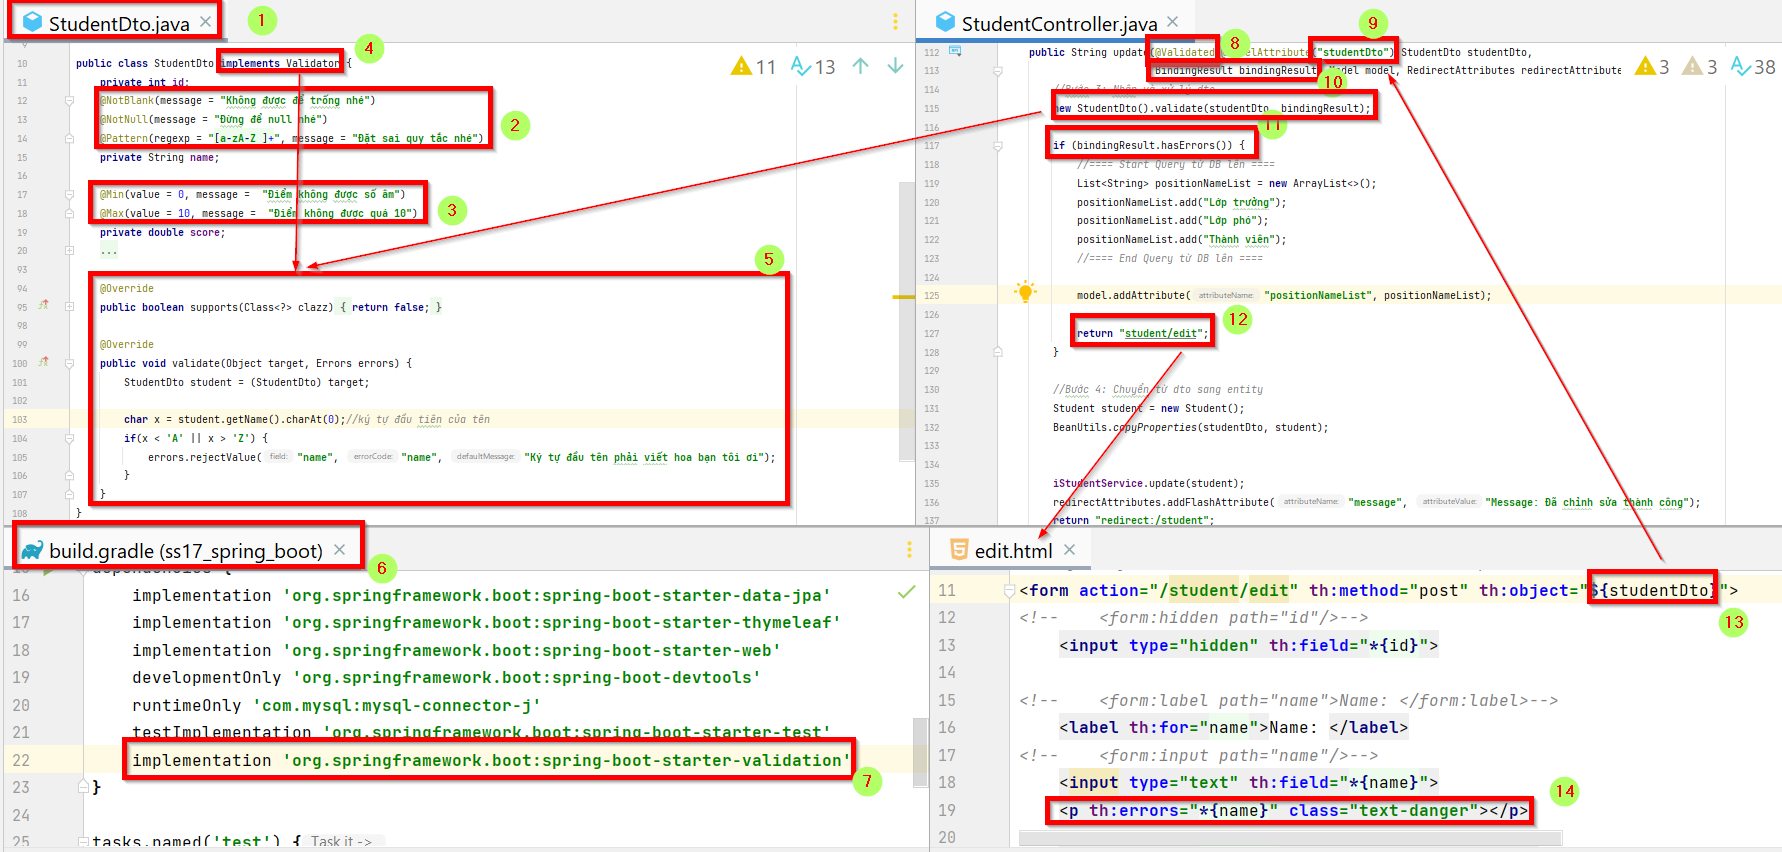 StudentDto.java
1
9
10 public class StudentDto implements Validator {
4
11 13
11 private int id;
12 @NotBlank(message = "Không được để trống nhé")
13 @NotNull(message = "Đừng để null nhé")
2
14 @Pattern(regexp = "[a-zA-Z ]+", message = "Đặt sai quy tắc nhé")
15 private String name;
16
17 @Min(value = 0, message = "Điểm không được số âm")
18 @Max(value = 10, message = "Điểm không được quá 10")
3
19 private double score;
20 ...
93
5
94 @Override
95 public boolean supports(Class<?> clazz) { return false; }
98
99 @Override
100 public void validate(Object target, Errors errors) {
101 StudentDto student = (StudentDto) target;
102
103 char x = student.getName().charAt(0);//ký tự đầu tiên của tên
104 if(x < 'A' || x > 'Z') {
105 errors.rejectValue( field: "name", errorCode: "name", defaultMessage: "Ký tự đầu tên phải viết hoa bạn tôi ơi");
106 }
107 }
108 }
StudentController.java
9
8
112 public String update(@Validated @ModelAttribute("studentDto") StudentDto studentDto,
113 BindingResult bindingResult, Model model, RedirectAttributes redirectAttribute
3 3 38
10
114 //Bước 3: Nhận và xử lý dto
115 new StudentDto().validate(studentDto, bindingResult);
116
11
117 if (bindingResult.hasErrors()) {
118 //==== Start Query từ DB lên ====
119 List<String> positionNameList = new ArrayList<>();
120 positionNameList.add("Lớp trưởng");
121 positionNameList.add("Lớp phó");
122 positionNameList.add("Thành viên");
123 //==== End Query từ DB lên ====
124
125 model.addAttribute( attributeName: "positionNameList", positionNameList);
126
12
127 return "student/edit";
128 }
129
130 //Bước 4: Chuyển từ dto sang entity
131 Student student = new Student();
132 BeanUtils.copyProperties(studentDto, student);
133
134
135 iStudentService.update(student);
136 redirectAttributes.addFlashAttribute( attributeName: "message", attributeValue: "Message: Đã chỉnh sửa thành công");
137 return "redirect:/student";
build.gradle (ss17_spring_boot)
6
dependencies {
16 implementation 'org.springframework.boot:spring-boot-starter-data-jpa'
17 implementation 'org.springframework.boot:spring-boot-starter-thymeleaf'
18 implementation 'org.springframework.boot:spring-boot-starter-web'
19 developmentOnly 'org.springframework.boot:spring-boot-devtools'
20 runtimeOnly 'com.mysql:mysql-connector-j'
21 testImplementation 'org.springframework.boot:spring-boot-starter-test'
22 implementation 'org.springframework.boot:spring-boot-starter-validation'
7
23 }
24
25 tasks.named('test') { Task it ->
edit.html
11 <form action="/student/edit" th:method="post" th:object="${studentDto}">
13
12 <!-- <form:hidden path="id"/>-->
13 <input type="hidden" th:field="*{id}">
14
15 <!-- <form:label path="name">Name: </form:label>-->
16 <label th:for="name">Name: </label>
17 <!-- <form:input path="name"/>-->
18 <input type="text" th:field="*{name}">
14
19 <p th:errors="*{name}" class="text-danger"></p>
20